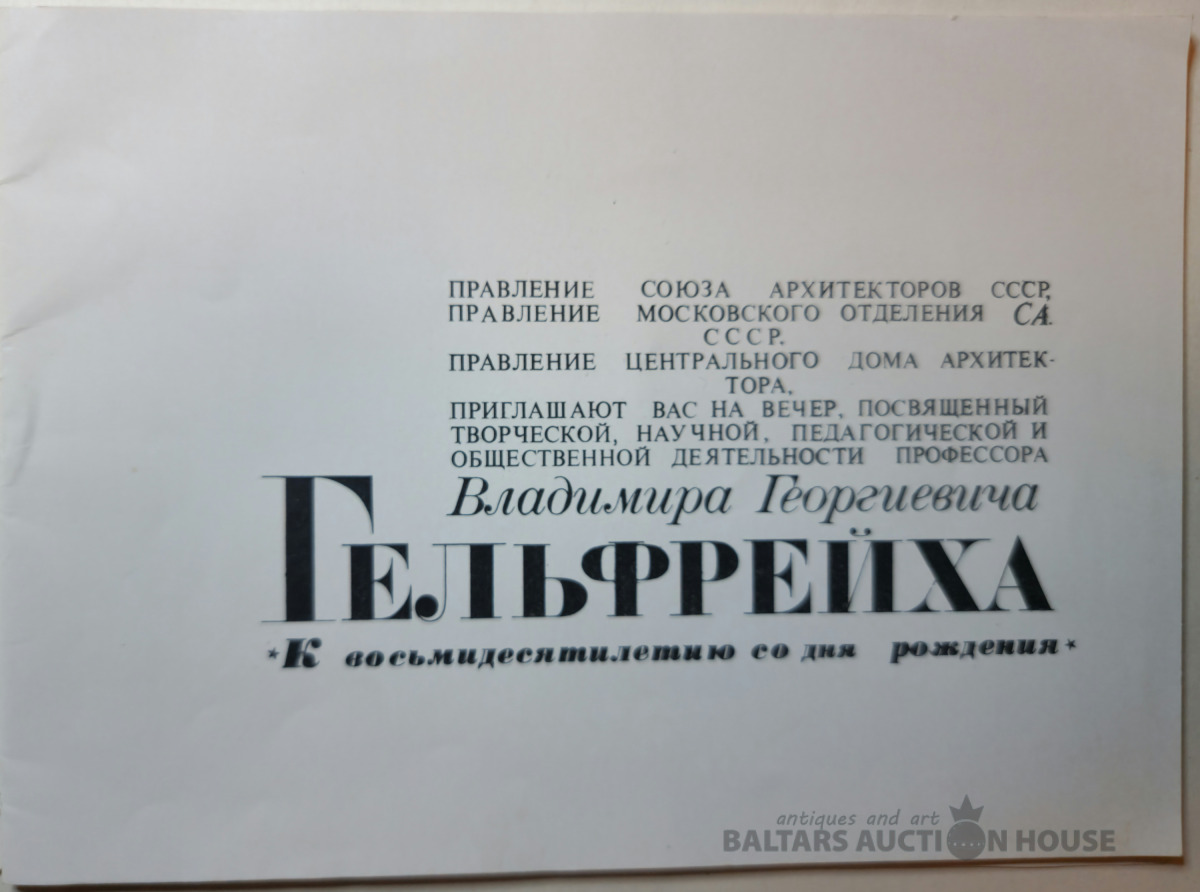 ПРАВЛЕНИЕ СОЮЗА АРХИТЕКТОРОВ СССР,
ПРАВЛЕНИЕ МОСКОВСКОГО ОТДЕЛЕНИЯ СА.
СССР.
ПРАВЛЕНИЕ ЦЕНТРАЛЬНОГО ДОМА АРХИТЕК-
ТОРА,
ПРИГЛАШАЮТ ВАС НА ВЕЧЕР, ПОСВЯЩЕННЫЙ
ТВОРЧЕСКОЙ, НАУЧНОЙ, ПЕДАГОГИЧЕСКОЙ И
ОБЩЕСТВЕННОЙ ДЕЯТЕЛЬНОСТИ ПРОФЕССОРА
Владимира Георгиевича
ГЕЛЬФРЕЙХА
*К восьмидесятилетию со дня рождения*
antiques and art
BALTARS AUCTION HOUSE